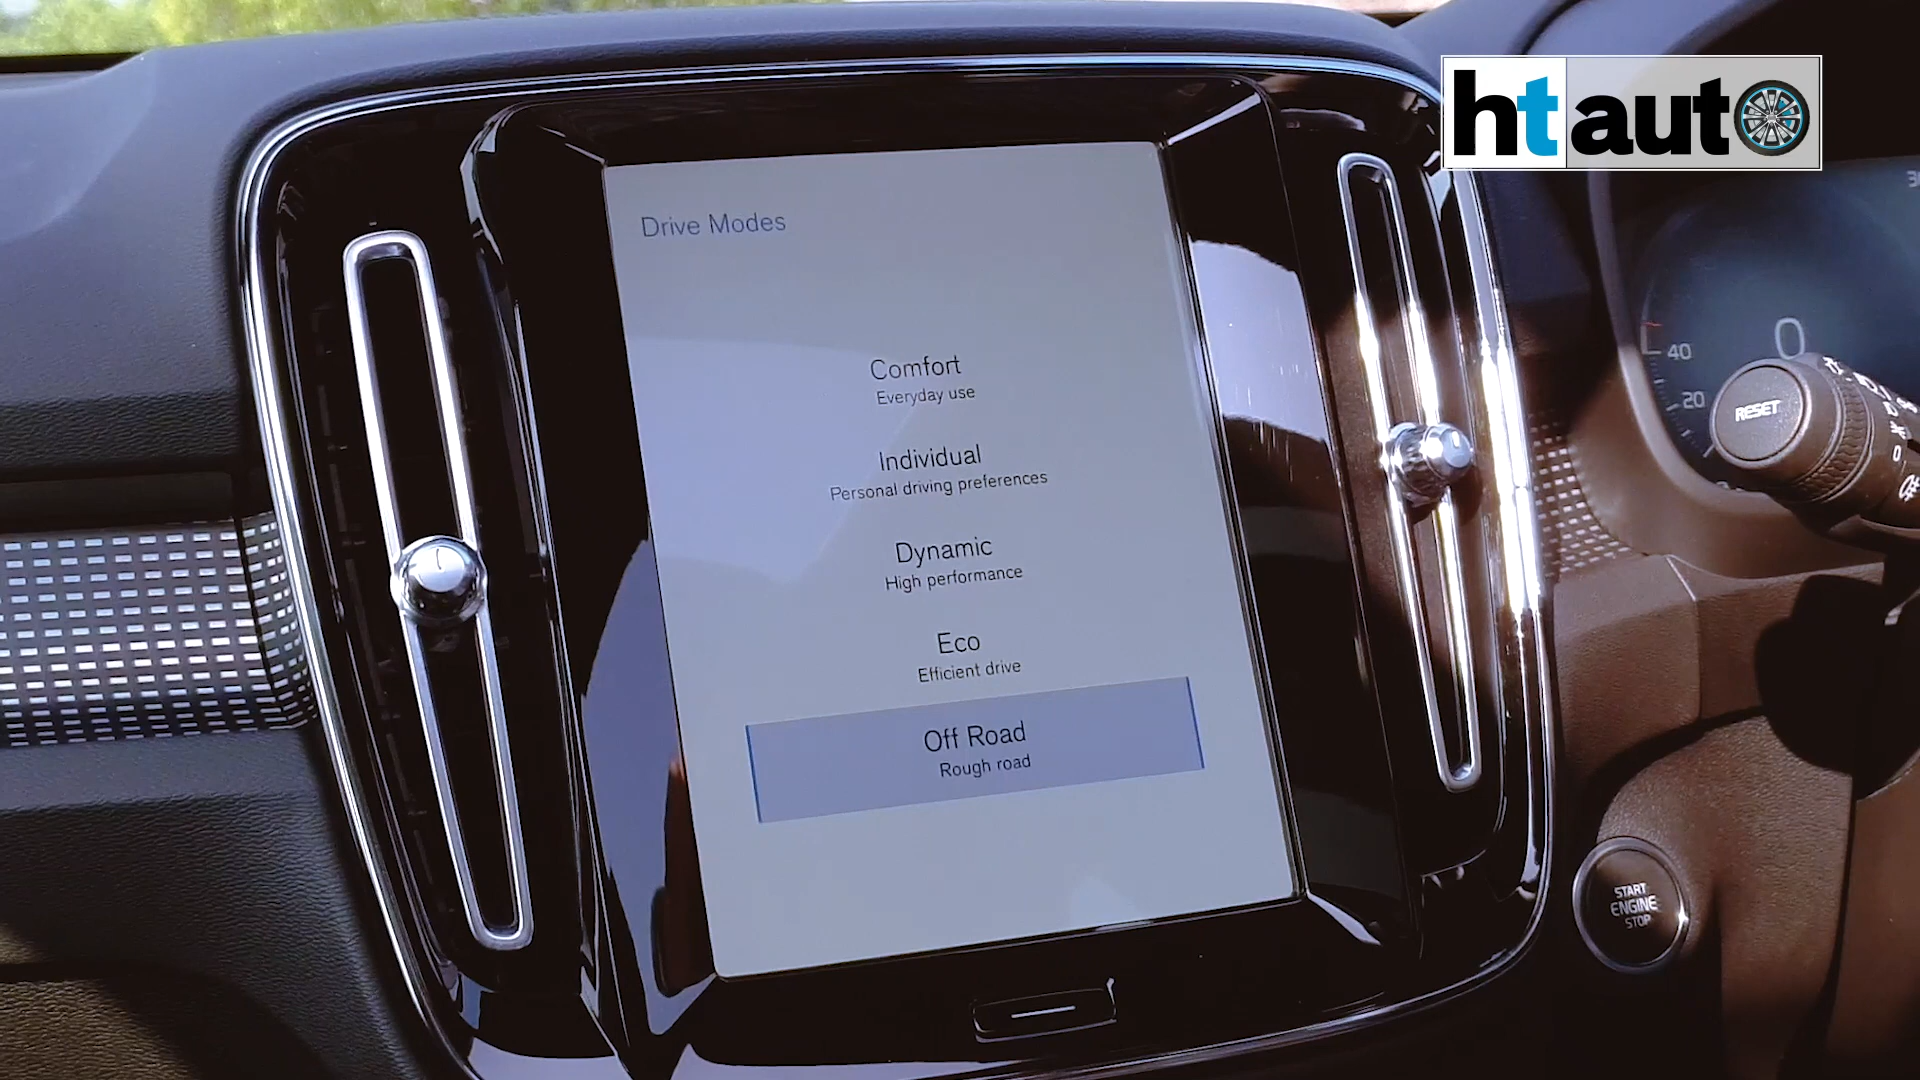 ht auto
Drive Modes
Comfort
Everyday use
Individual
Personal driving preferences
Dynamic
High performance
Eco
Efficient drive
Off Road
Rough road
40
0
20
RESET
START
ENGINE
STOP